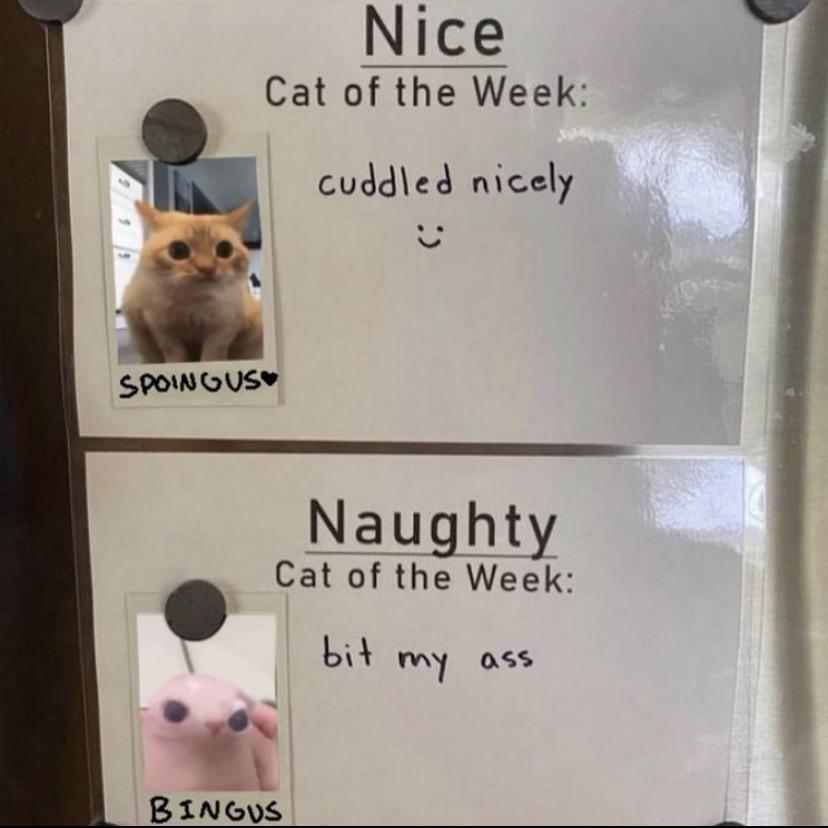 Nice
Cat of the Week:
cuddled nicely
:)
SPOINGUS♥
Naughty
Cat of the Week:
bit my ass
BINGUS